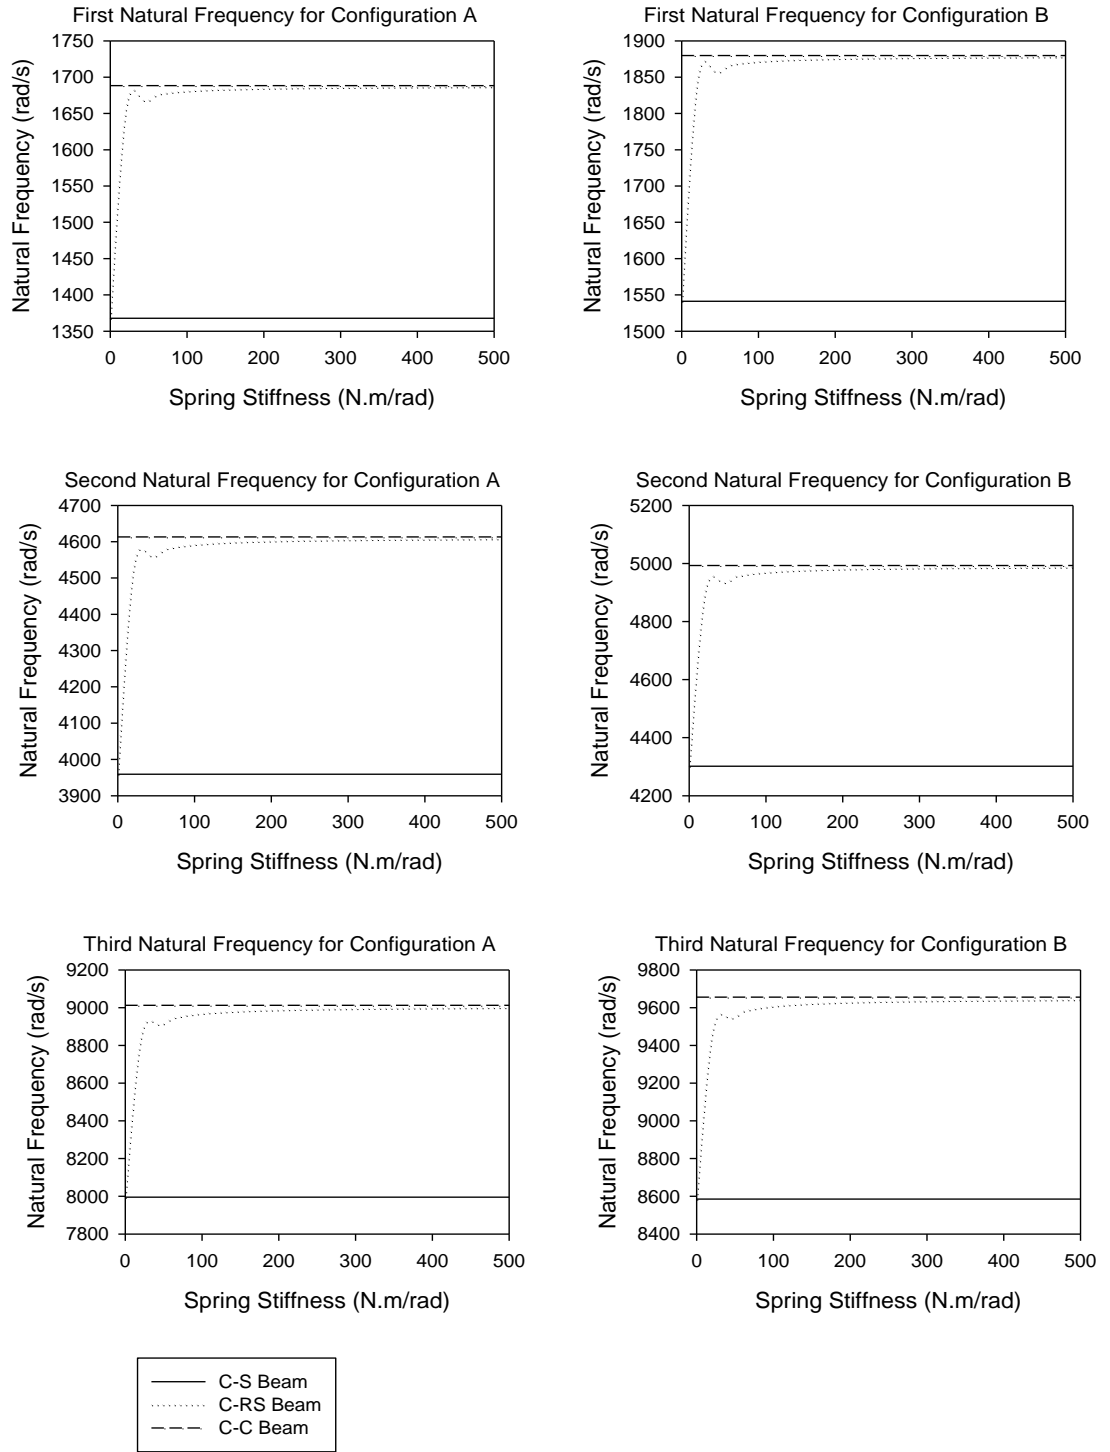 First Natural Frequency for Configuration A
1750
1700
1650
1600
1550
1500
1450
1400
1350
Natural Frequency (rad/s)
0 100 200 300 400 500
Spring Stiffness (N.m/rad)
First Natural Frequency for Configuration B
1900
1850
1800
1750
1700
1650
1600
1550
1500
Natural Frequency (rad/s)
0 100 200 300 400 500
Spring Stiffness (N.m/rad)
Second Natural Frequency for Configuration A
4700
4600
4500
4400
4300
4200
4100
4000
3900
Natural Frequency (rad/s)
0 100 200 300 400 500
Spring Stiffness (N.m/rad)
Second Natural Frequency for Configuration B
5200
5000
4800
4600
4400
4200
Natural Frequency (rad/s)
0 100 200 300 400 500
Spring Stiffness (N.m/rad)
Third Natural Frequency for Configuration A
9200
9000
8800
8600
8400
8200
8000
7800
Natural Frequency (rad/s)
0 100 200 300 400 500
Spring Stiffness (N.m/rad)
Third Natural Frequency for Configuration B
9800
9600
9400
9200
9000
8800
8600
8400
Natural Frequency (rad/s)
0 100 200 300 400 500
Spring Stiffness (N.m/rad)
C-S Beam
C-RS Beam
C-C Beam